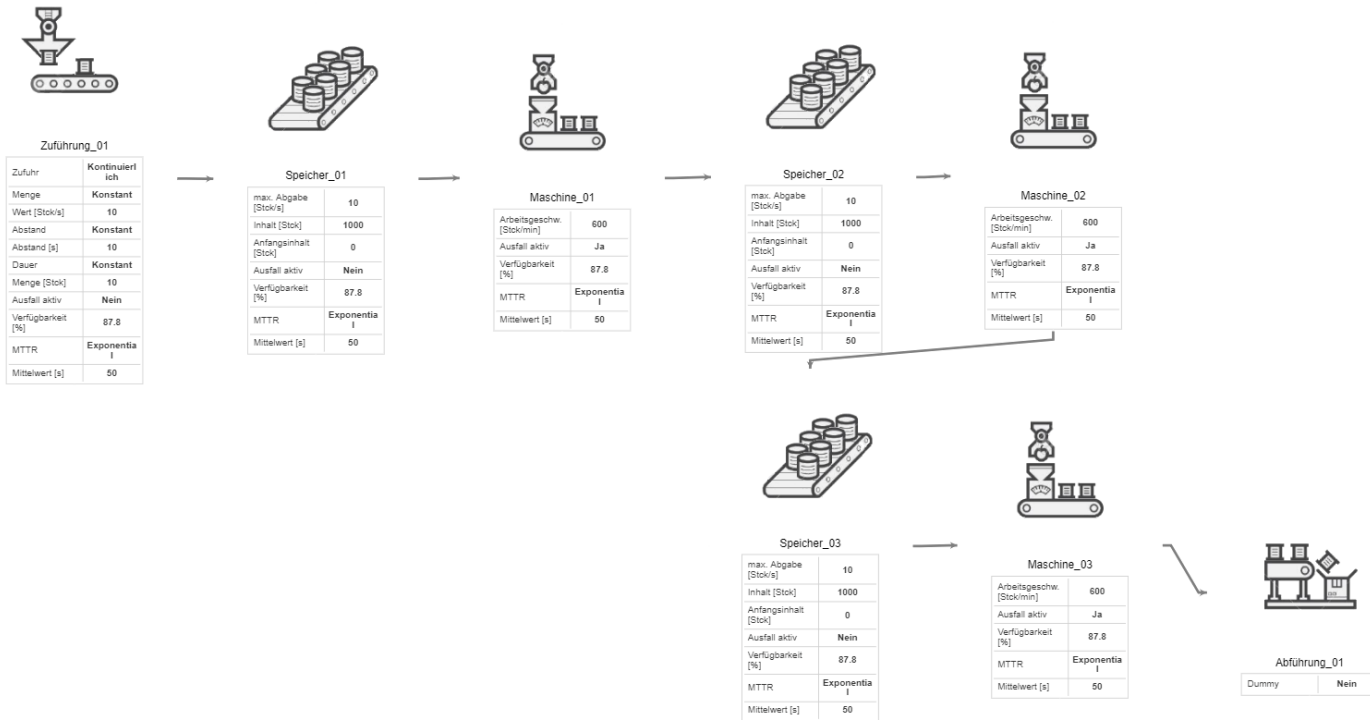 Zuführung_01
Zufuhr Kontinuierl
ich
Menge Konstant
Wert [Stck/s] 10
Abstand Konstant
Abstand [s] 10
Dauer Konstant
Menge [Stck] 10
Ausfall aktiv Nein
Verfügbarkeit
[%] 87.8
MTTR Exponentia
l
Mittelwert [s] 50
Speicher_01
max. Abgabe
[Stck/s] 10
Inhalt [Stck] 1000
Anfangsinhalt
[Stck] 0
Ausfall aktiv Nein
Verfügbarkeit
[%] 87.8
MTTR Exponentia
l
Mittelwert [s] 50
Maschine_01
Arbeitsgeschw.
[Stck/min] 600
Ausfall aktiv Ja
Verfügbarkeit
[%] 87.8
MTTR Exponentia
l
Mittelwert [s] 50
Speicher_02
max. Abgabe
[Stck/s] 10
Inhalt [Stck] 1000
Anfangsinhalt
[Stck] 0
Ausfall aktiv Nein
Verfügbarkeit
[%] 87.8
MTTR Exponentia
l
Mittelwert [s] 50
Maschine_02
Arbeitsgeschw.
[Stck/min] 600
Ausfall aktiv Ja
Verfügbarkeit
[%] 87.8
MTTR Exponentia
l
Mittelwert [s] 50
Speicher_03
max. Abgabe
[Stck/s] 10
Inhalt [Stck] 1000
Anfangsinhalt
[Stck] 0
Ausfall aktiv Nein
Verfügbarkeit
[%] 87.8
MTTR Exponentia
l
Mittelwert [s] 50
Maschine_03
Arbeitsgeschw.
[Stck/min] 600
Ausfall aktiv Ja
Verfügbarkeit
[%] 87.8
MTTR Exponentia
l
Mittelwert [s] 50
Abführung_01
Dummy Nein